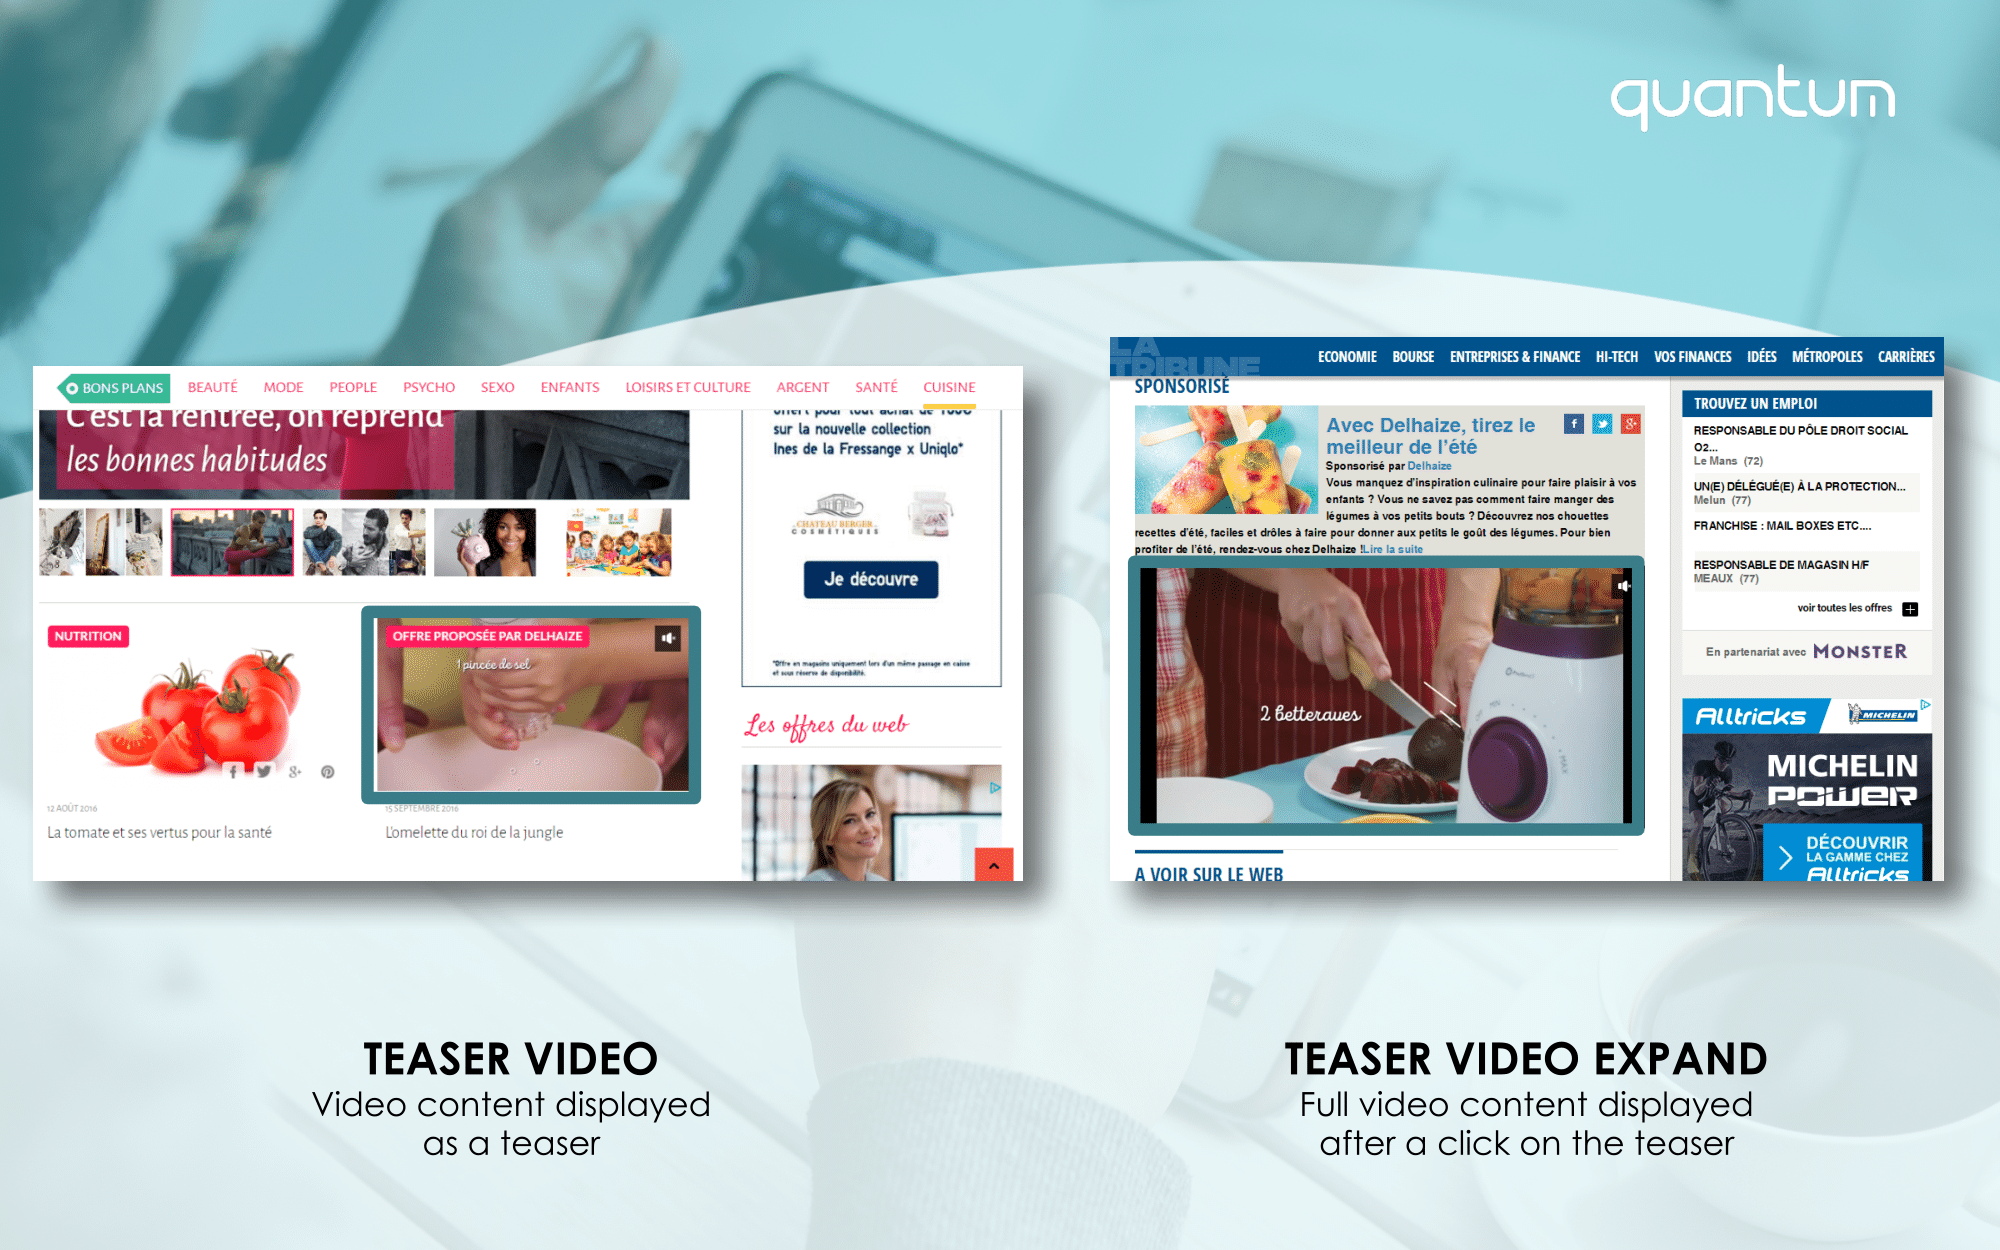 quantum
BONS PLANS BEAUTÉ MODE PEOPLE PSYCHO SEXO ENFANTS LOISIRS ET CULTURE ARGENT SANTÉ CUISINE
C'est la rentrée, on reprend
les bonnes habitudes
offert pour tout achat de
sur la nouvelle collection
Ines de la Fressange x Uniqlo*
CHATEAU BERGER
COSMÉTIQUES
Je découvre
*Offre en magasins uniquement lors d'un même passage en caisse
et sous réserve de disponibilité.
NUTRITION
12 AOÛT 2016
La tomate et ses vertus pour la santé
OFFRE PROPOSÉE PAR DELHAIZE
1 pincée de sel
15 SEPTEMBRE 2016
L'omelette du roi de la jungle
Les offres du web
LA
TRIBUNE
ECONOMIE BOURSE ENTREPRISES & FINANCE HI-TECH VOS FINANCES IDÉES MÉTROPOLES CARRIÈRES
SPONSORISÉ
Avec Delhaize, tirez le
meilleur de l'été
Sponsorisé par Delhaize
Vous manquez d'inspiration culinaire pour faire plaisir à vos
enfants ? Vous ne savez pas comment faire manger des
légumes à vos petits bouts ? Découvrez nos chouettes
recettes d'été, faciles et drôles à faire pour donner aux petits le goût des légumes. Pour bien
profiter de l'été, rendez-vous chez Delhaize !Lire la suite
2 betteraves
MAX
A VOIR SUR LE WEB
TROUVEZ UN EMPLOI
RESPONSABLE DU PÔLE DROIT SOCIAL
O2...
Le Mans (72)
UN(E) DÉLÉGUÉ(E) À LA PROTECTION...
Melun (77)
FRANCHISE : MAIL BOXES ETC....
RESPONSABLE DE MAGASIN H/F
MEAUX (77)
voir toutes les offres
En partenariat avec MONSTER
Alltricks MICHELIN
MICHELIN
POWER
DÉCOUVRIR
LA GAMME CHEZ
Alltricks
TEASER VIDEO
Video content displayed
as a teaser
TEASER VIDEO EXPAND
Full video content displayed
after a click on the teaser